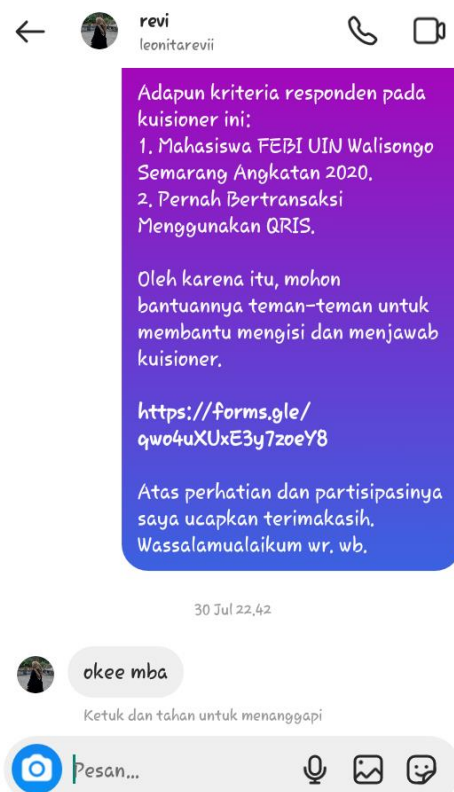 revi
leonitarevii
Adapun kriteria responden pada
kuisioner ini:
1. Mahasiswa FEBI UIN Walisongo
Semarang Angkatan 2020.
2. Pernah Bertransaksi
Menggunakan QRIS.
Oleh karena itu, mohon
bantuannya teman-teman untuk
membantu mengisi dan menjawab
kuisioner.
https://forms.gle/
qwo4uXUxE3y7zoeY8
Atas perhatian dan partisipasinya
saya ucapkan terimakasih.
Wassalamualaikum wr. wb.
30 Jul 22.42
okee mba
Ketuk dan tahan untuk menanggapi
Pesan...